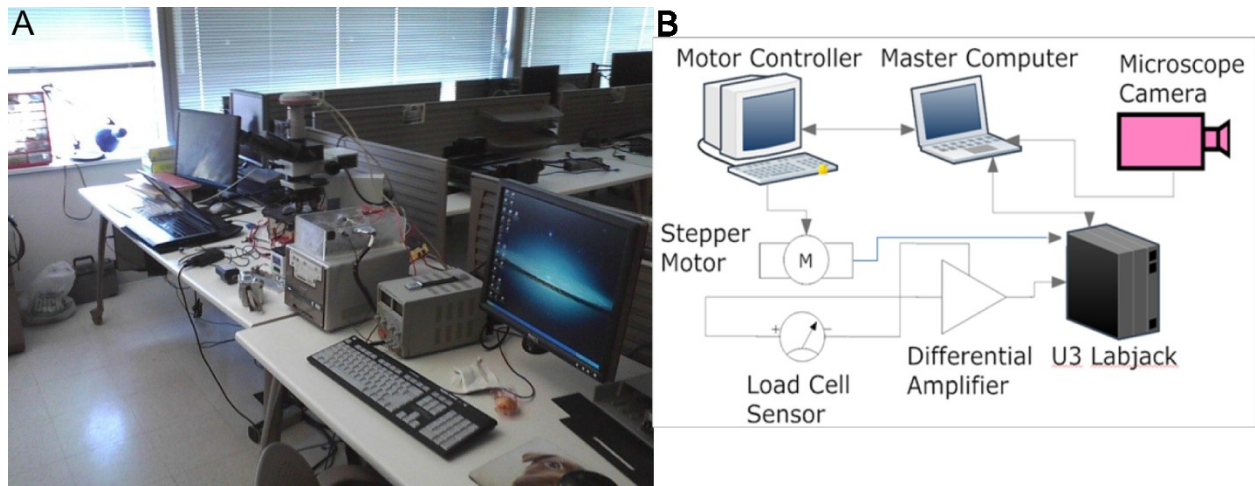 A
B
Motor Controller
Master Computer
Microscope
Camera
Stepper
Motor
M
+
−
Load Cell
Sensor
Differential
Amplifier
U3 Labjack